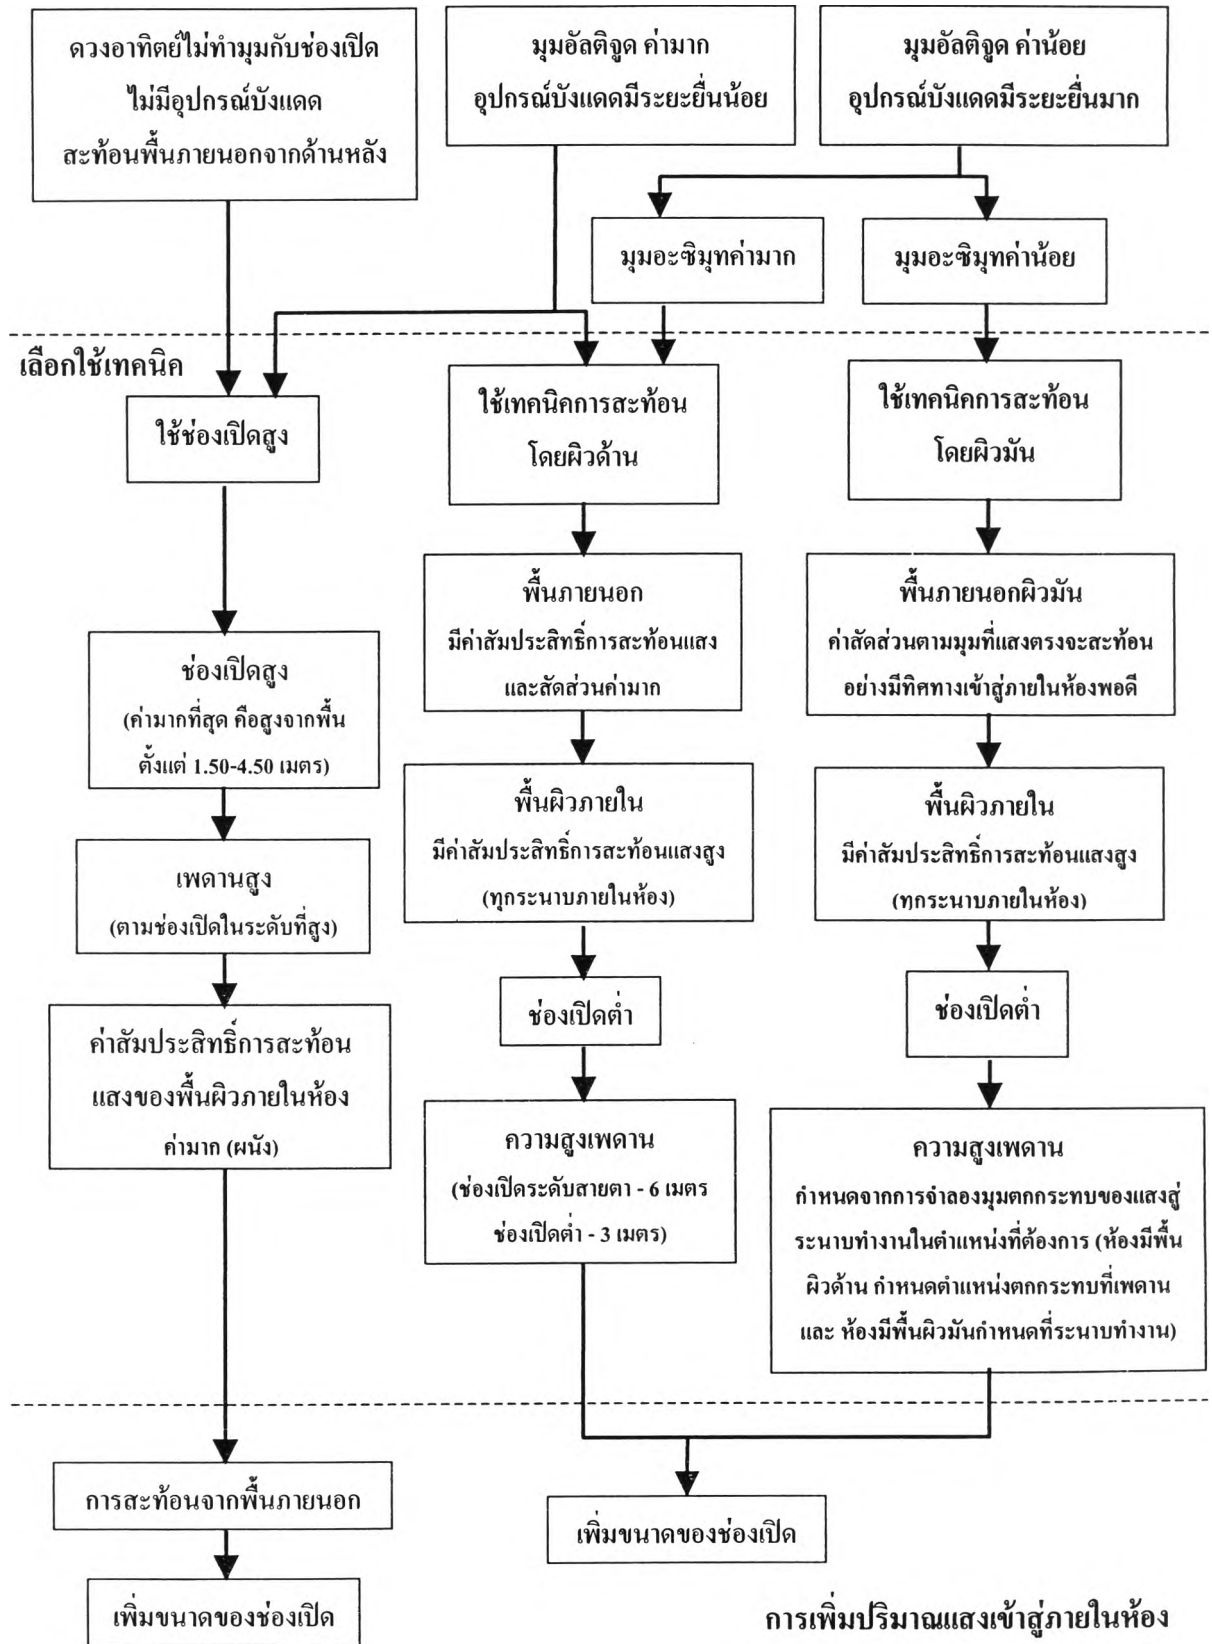 ดวงอาทิตย์ไม่ทำมุมกับช่องเปิด
ไม่มีอุปกรณ์บังแดด
สะท้อนพื้นภายนอกจากด้านหลัง
มุมอัลติจูด ค่ามาก
อุปกรณ์บังแดดมีระยะยื่นน้อย
มุมอัลติจูด ค่าน้อย
อุปกรณ์บังแดดมีระยะยื่นมาก
มุมอะซิมุทค่ามาก
มุมอะซิมุทค่าน้อย
เลือกใช้เทคนิค
ใช้ช่องเปิดสูง
ช่องเปิดสูง
(ค่ามากที่สุด คือสูงจากพื้น
ตั้งแต่ 1.50-4.50 เมตร)
เพดานสูง
(ตามช่องเปิดในระดับที่สูง)
ค่าสัมประสิทธิ์การสะท้อน
แสงของพื้นผิวภายในห้อง
ค่ามาก (ผนัง)
ใช้เทคนิคการสะท้อน
โดยผิวด้าน
พื้นภายนอก
มีค่าสัมประสิทธิ์การสะท้อนแสง
และสัดส่วนค่ามาก
พื้นผิวภายใน
มีค่าสัมประสิทธิ์การสะท้อนแสงสูง
(ทุกระนาบภายในห้อง)
ช่องเปิดต่ำ
ความสูงเพดาน
(ช่องเปิดระดับสายตา - 6 เมตร
ช่องเปิดต่ำ - 3 เมตร)
ใช้เทคนิคการสะท้อน
โดยผิวมัน
พื้นภายนอกผิวมัน
ค่าสัดส่วนตามมุมที่แสงตรงจะสะท้อน
อย่างมีทิศทางเข้าสู่ภายในห้องพอดี
พื้นผิวภายใน
มีค่าสัมประสิทธิ์การสะท้อนแสงสูง
(ทุกระนาบภายในห้อง)
ช่องเปิดต่ำ
ความสูงเพดาน
กำหนดจากการจำลองมุมตกกระทบของแสงสู่
ระนาบทำงานในตำแหน่งที่ต้องการ (ห้องมีพื้น
ผิวด้าน กำหนดตำแหน่งตกกระทบที่เพดาน
และ ห้องมีพื้นผิวมันกำหนดที่ระนาบทำงาน)
การสะท้อนจากพื้นภายนอก
เพิ่มขนาดของช่องเปิด
เพิ่มขนาดของช่องเปิด
การเพิ่มปริมาณแสงเข้าสู่ภายในห้อง